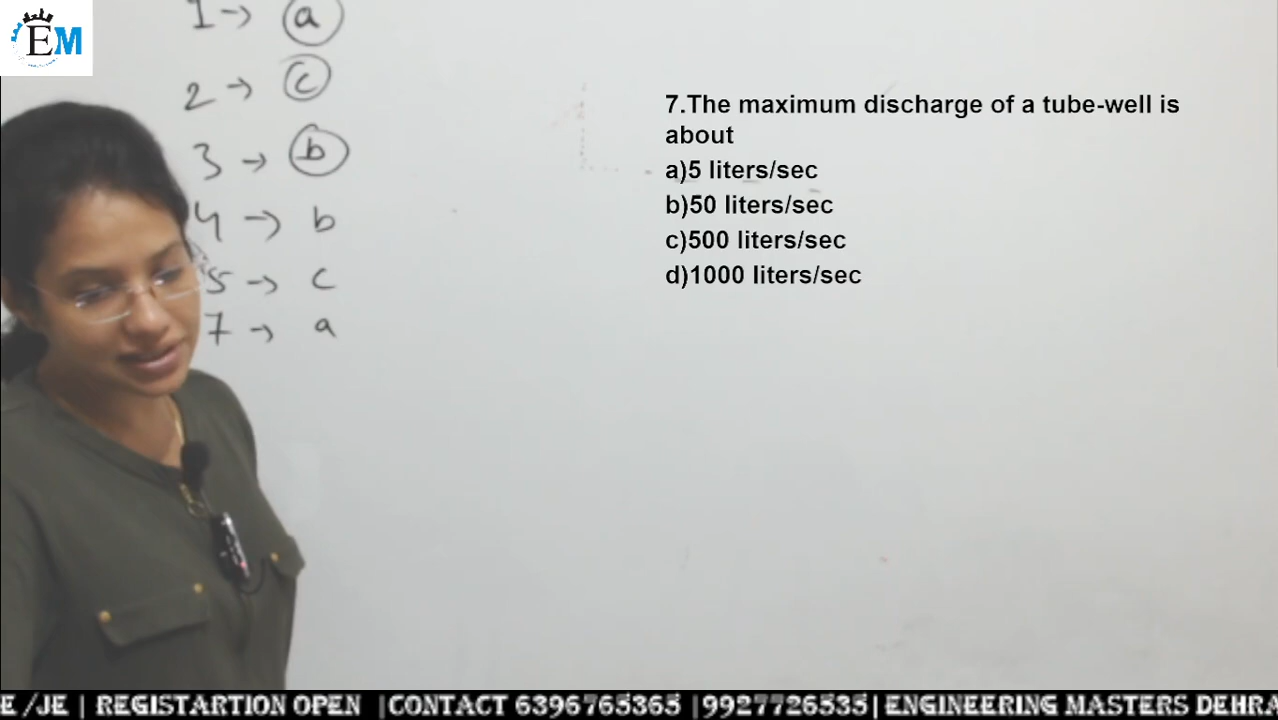 EM
1 → a
2 → c
3 → b
4 → b
5 → c
7 → a
7.The maximum discharge of a tube-well is
about
a)5 liters/sec
b)50 liters/sec
c)500 liters/sec
d)1000 liters/sec
E /JE | REGISTARTION OPEN |CONTACT 6396765365 |9927726535| ENGINEERING MASTERS DEHRA